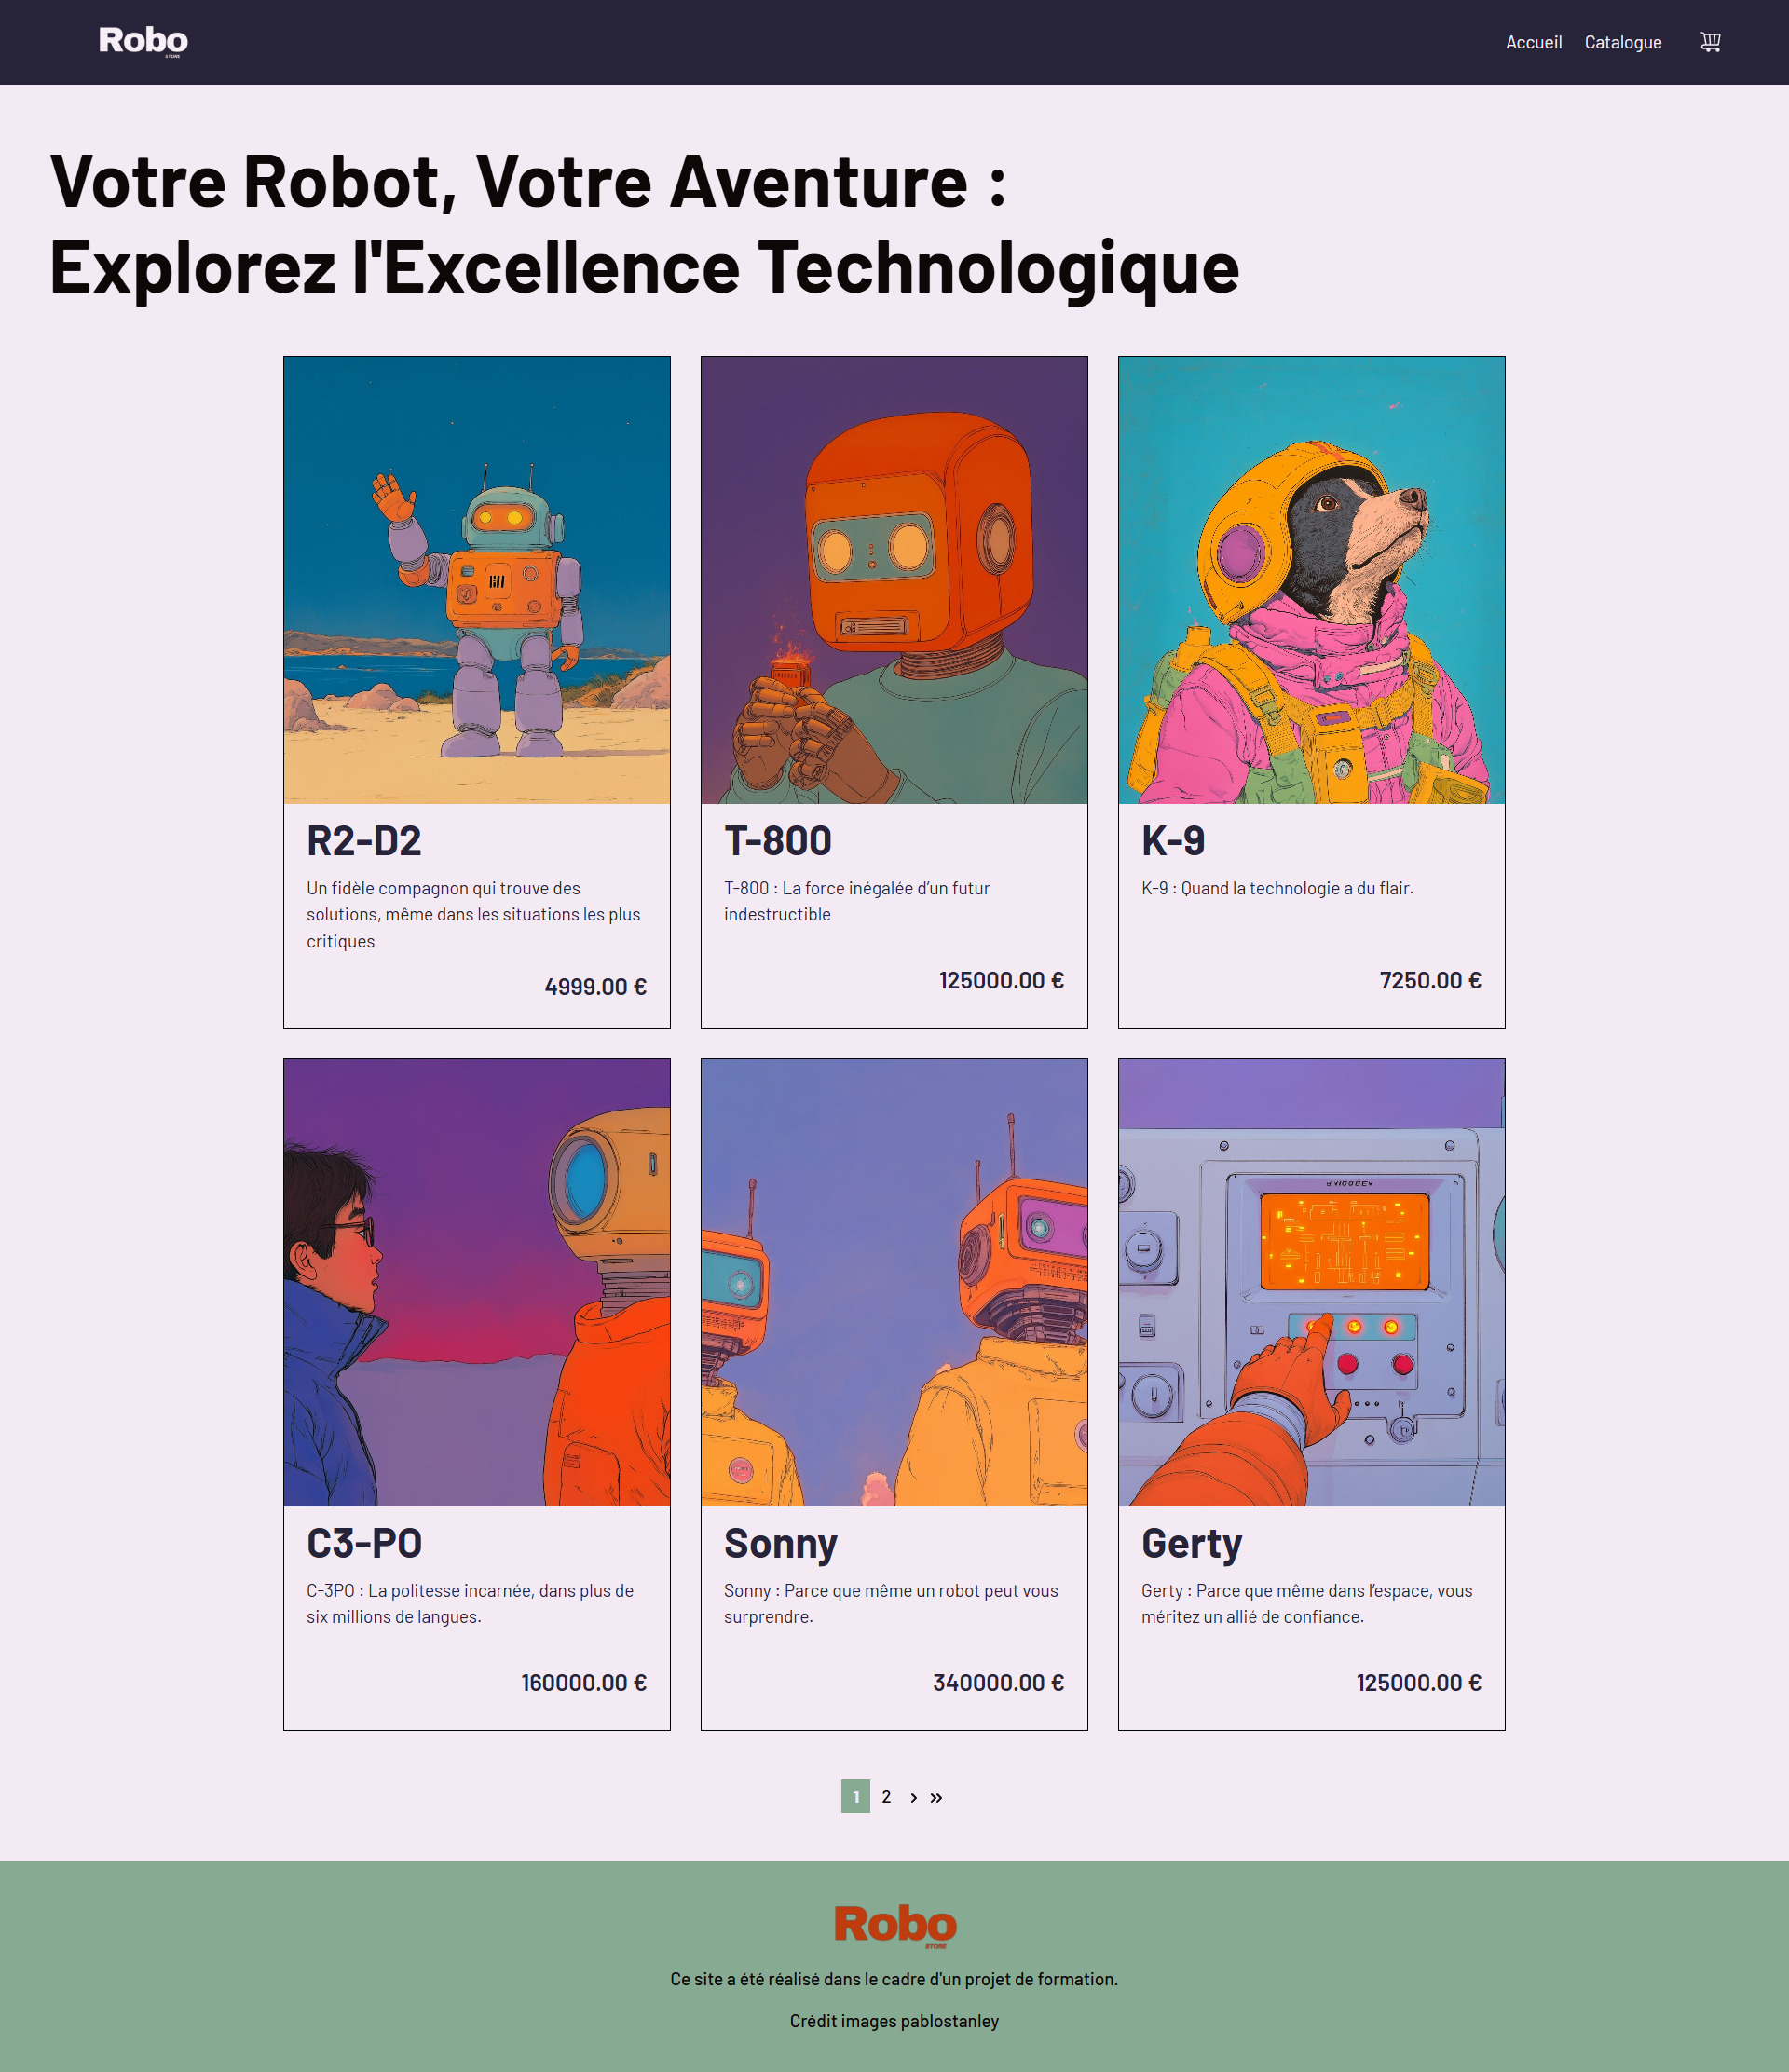 Robo
STORE
Accueil
Catalogue
Votre Robot, Votre Aventure :
Explorez l'Excellence Technologique
R2-D2
Un fidèle compagnon qui trouve des
solutions, même dans les situations les plus
critiques
4999.00 €
T-800
T-800 : La force inégalée d’un futur
indestructible
125000.00 €
K-9
K-9 : Quand la technologie a du flair.
7250.00 €
C3-PO
C-3PO : La politesse incarnée, dans plus de
six millions de langues.
160000.00 €
Sonny
Sonny : Parce que même un robot peut vous
surprendre.
340000.00 €
Gerty
Gerty : Parce que même dans l’espace, vous
méritez un allié de confiance.
125000.00 €
1 2 › »
Robo
STORE
Ce site a été réalisé dans le cadre d'un projet de formation.
Crédit images pablostanley